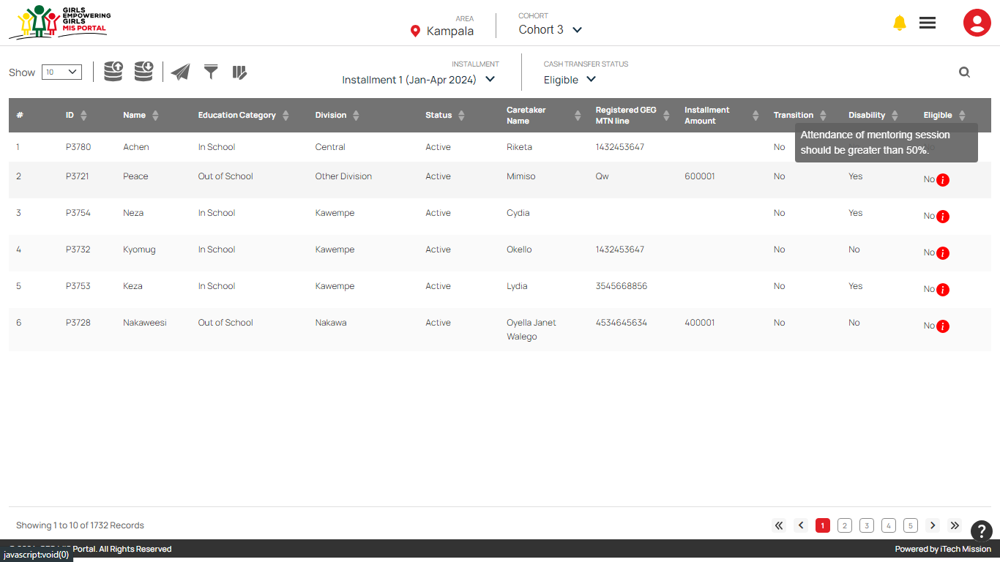 GIRLS
EMPOWERING
GIRLS
MIS PORTAL
AREA
Kampala
COHORT
Cohort 3
Show
10
INSTALLMENT
Installment 1 (Jan-Apr 2024)
CASH TRANSFER STATUS
Eligible
# ID Name Education Category Division Status Caretaker Name Registered GEG MTN line Installment Amount Transition Disability Eligible
Attendance of mentoring session
should be greater than 50%.
1 P3780 Achen In School Central Active Riketa 1432453647 No
2 P3721 Peace Out of School Other Division Active Mimiso Qw 600001 No Yes No i
3 P3754 Neza In School Kawempe Active Cydia No Yes No i
4 P3732 Kyomug In School Kawempe Active Okello 1432453647 No No No i
5 P3753 Keza In School Kawempe Active Lydia 3545668856 No Yes No i
6 P3728 Nakaweesi Out of School Nakawa Active Oyella Janet Walego 4534645634 400001 No No No i
Showing 1 to 10 of 1732 Records
1 2 3 4 5
?
Portal. All Rights Reserved
javascript:void(0)
Powered by iTech Mission